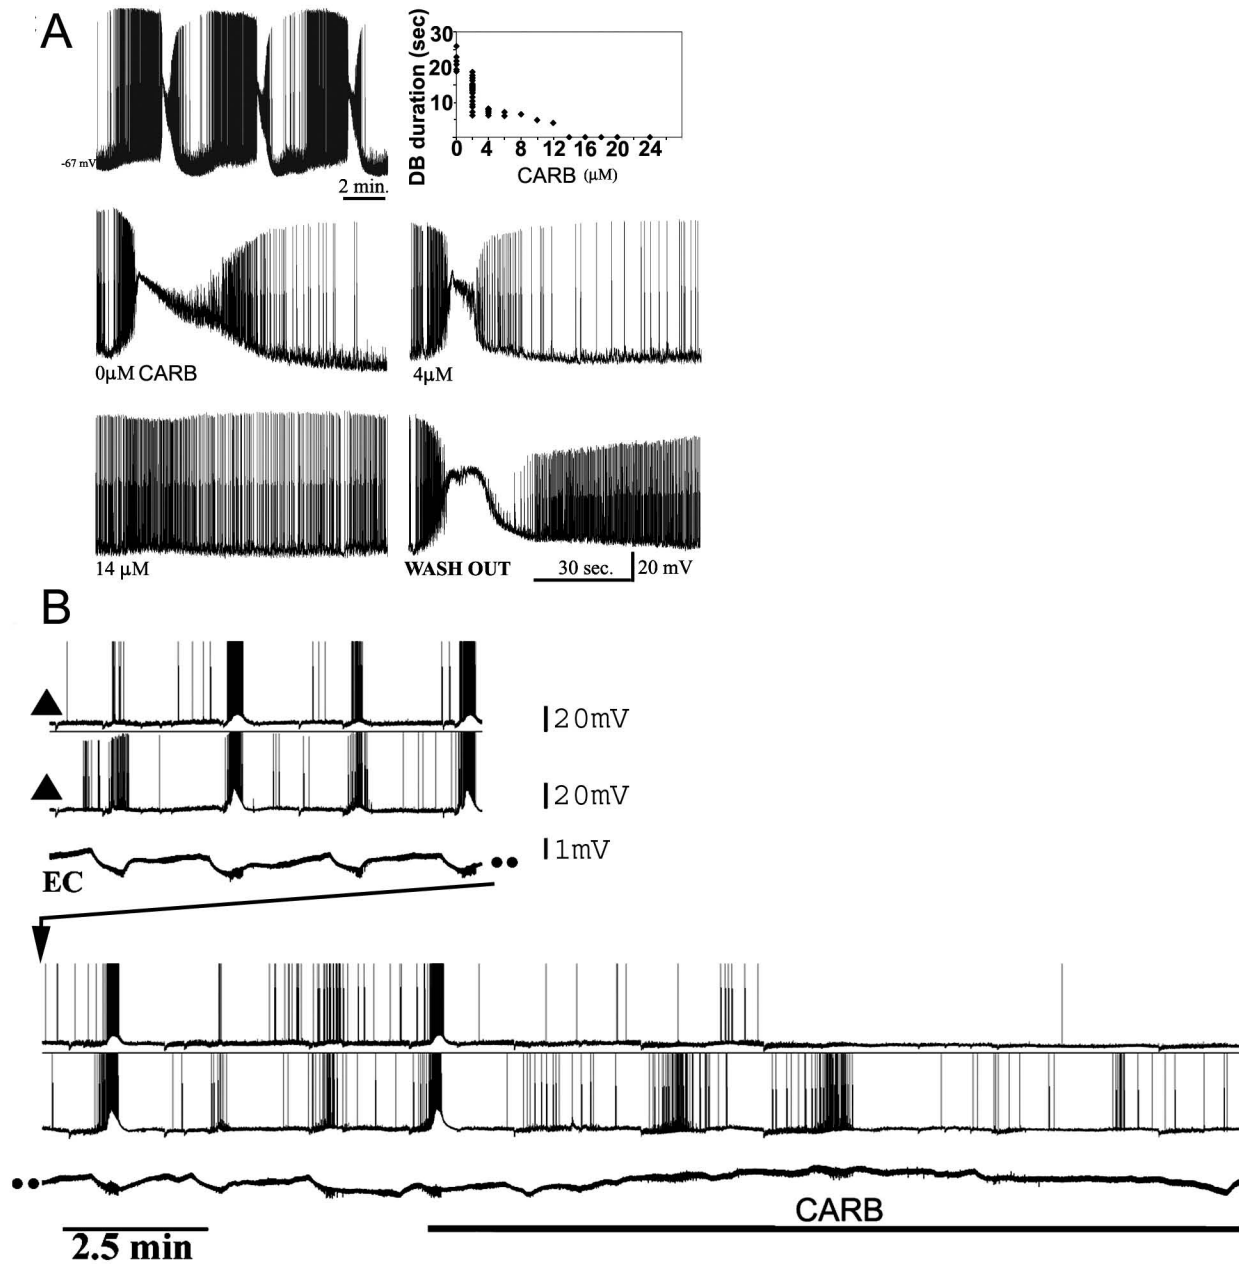 A
-67 mV
2 min.
DB duration (sec)
30
20
10
0 4 8 12 16 20 24
CARB (μM)
0μM CARB
4μM
14 μM
WASH OUT
30 sec.
20 mV
B
20mV
20mV
1mV
EC
CARB
2.5 min